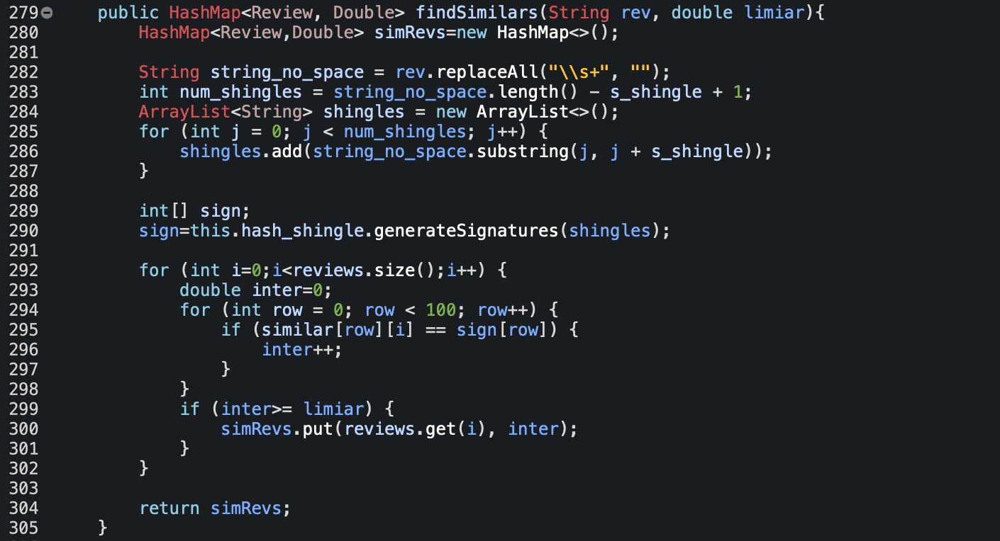 279 public HashMap<Review, Double> findSimilars(String rev, double limiar){
280 HashMap<Review,Double> simRevs=new HashMap<>();
281
282 String string_no_space = rev.replaceAll("\\s+", "");
283 int num_shingles = string_no_space.length() - s_shingle + 1;
284 ArrayList<String> shingles = new ArrayList<>();
285 for (int j = 0; j < num_shingles; j++) {
286 shingles.add(string_no_space.substring(j, j + s_shingle));
287 }
288
289 int[] sign;
290 sign=this.hash_shingle.generateSignatures(shingles);
291
292 for (int i=0;i<reviews.size();i++) {
293 double inter=0;
294 for (int row = 0; row < 100; row++) {
295 if (similar[row][i] == sign[row]) {
296 inter++;
297 }
298 }
299 if (inter>= limiar) {
300 simRevs.put(reviews.get(i), inter);
301 }
302 }
303
304 return simRevs;
305 }